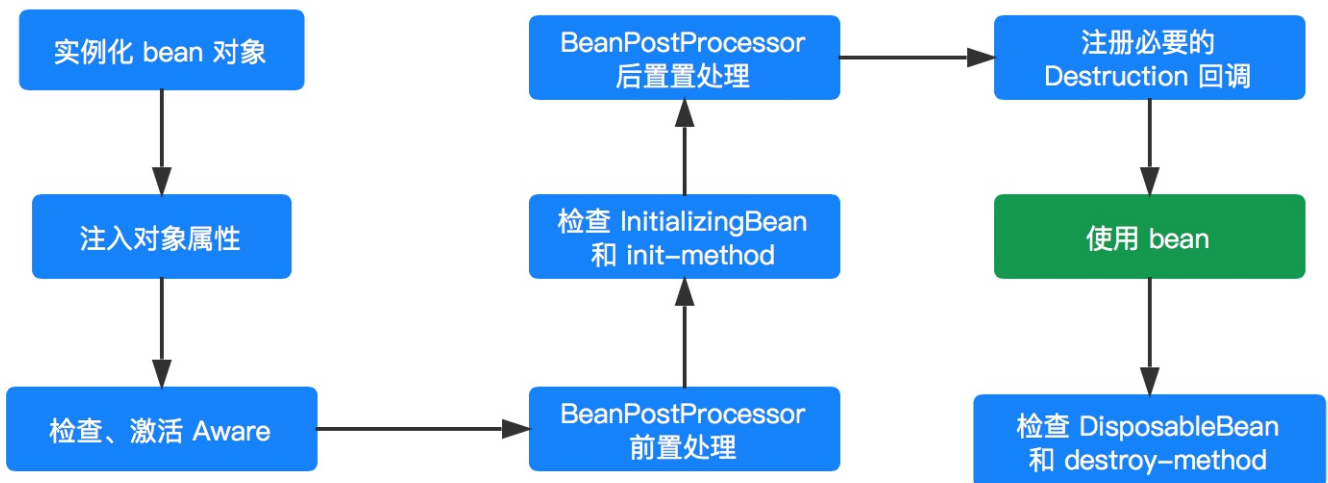 实例化 bean 对象
注入对象属性
检查、激活 Aware
BeanPostProcessor
前置处理
检查 InitializingBean
和 init-method
BeanPostProcessor
后置置处理
注册必要的
Destruction 回调
使用 bean
检查 DisposableBean
和 destroy-method